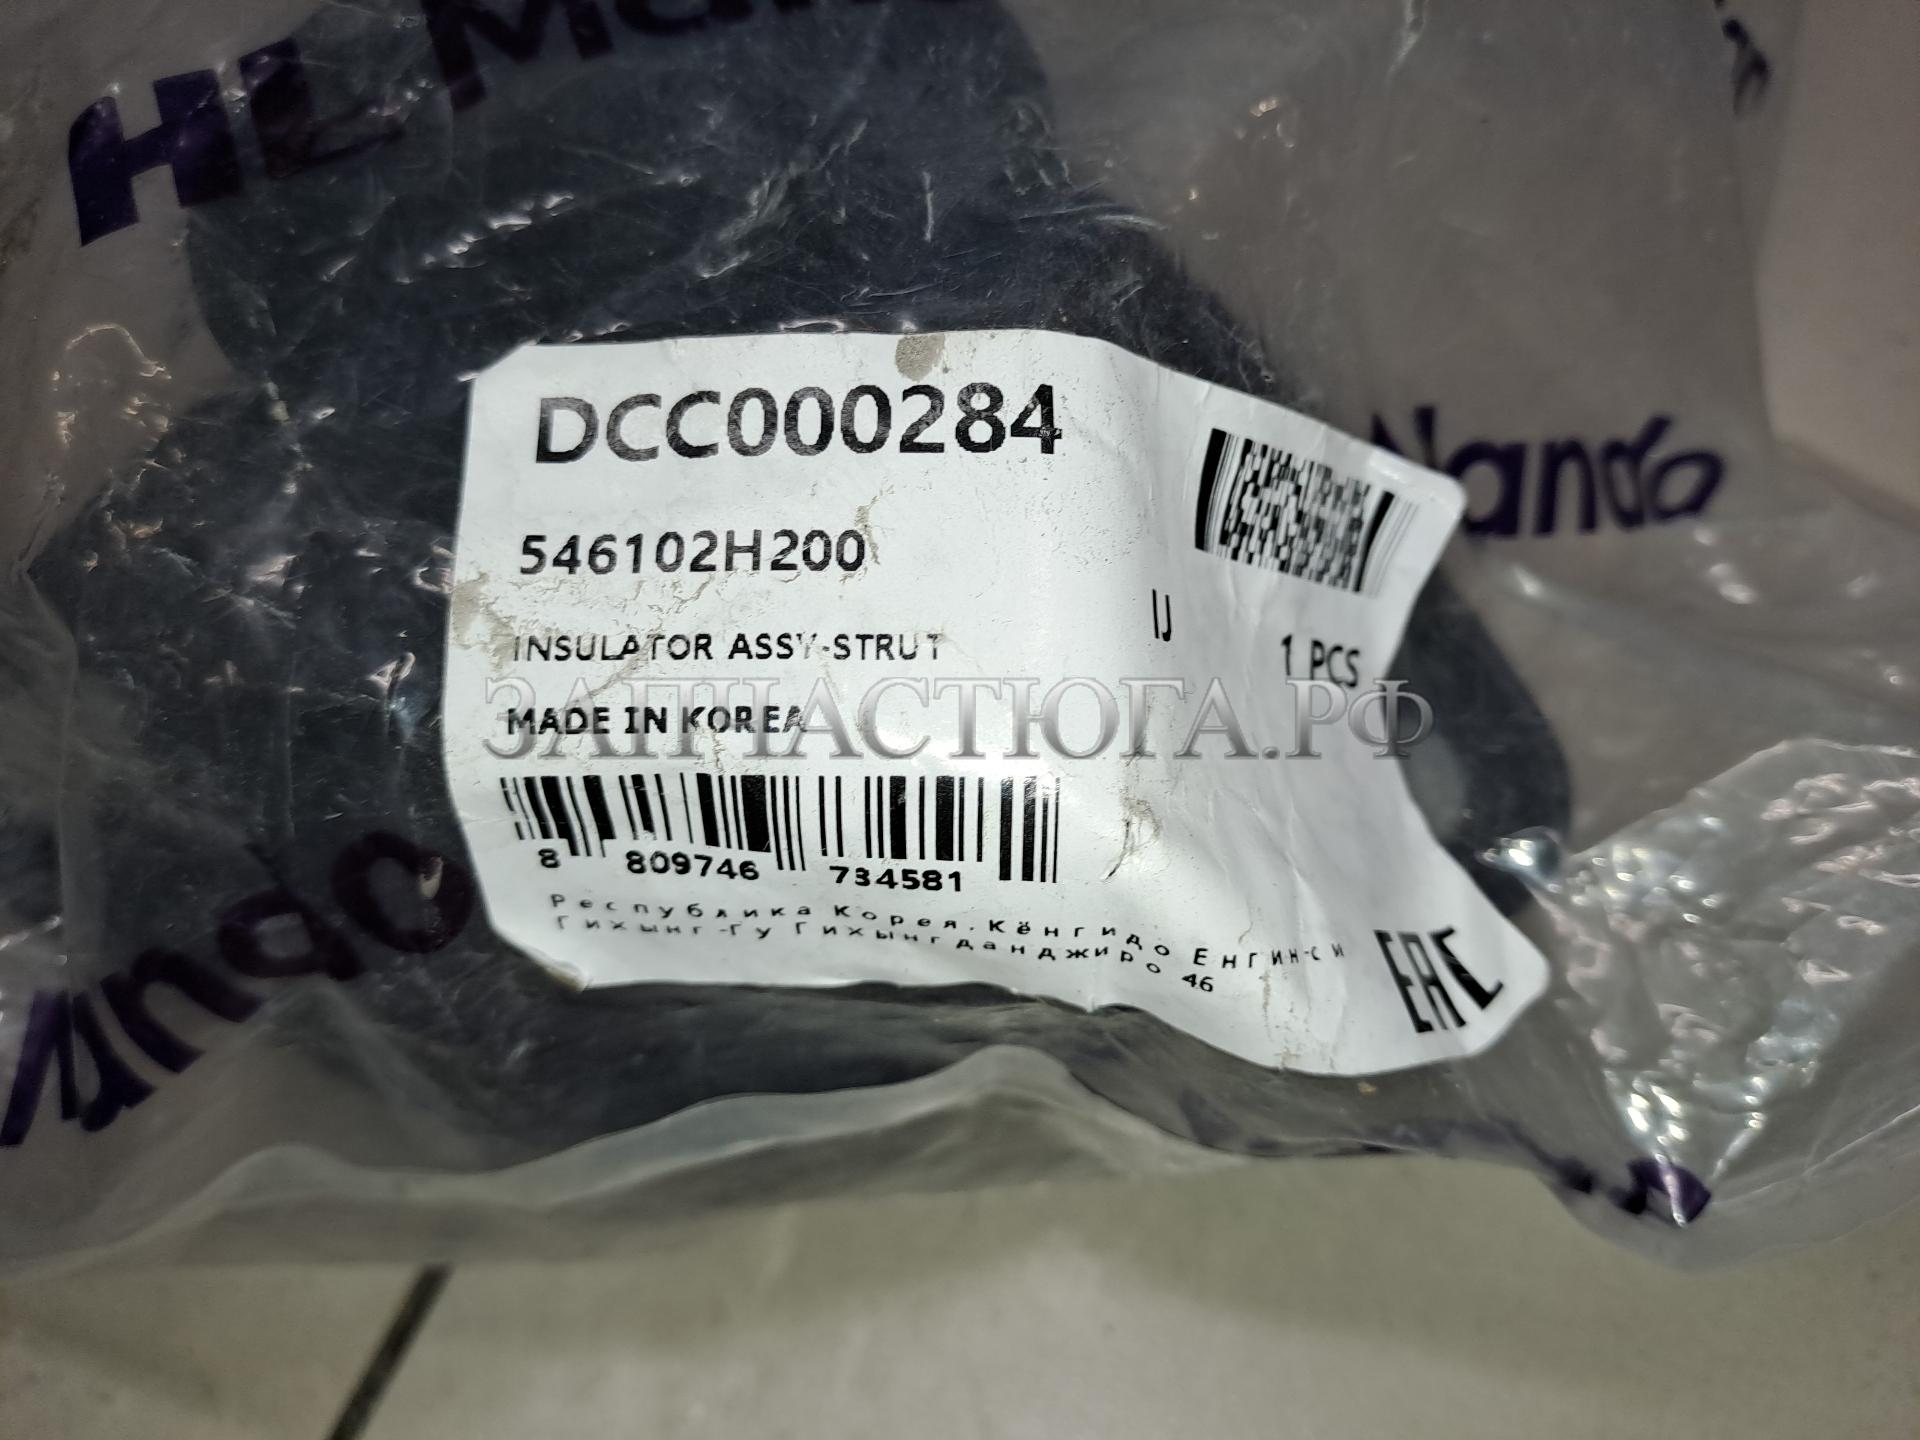 HL Mando
DCC000284
Mando
546102H200
IJ
INSULATOR ASSY-STRUT
1 PCS
ЗАПЧАСТЮГА.РФ
MADE IN KOREA
8 809746 734581
Mando
Республика Корея.Кёнгидо Енгин-си
Гихынг-Гу Гихынгданджиро 46
EAC